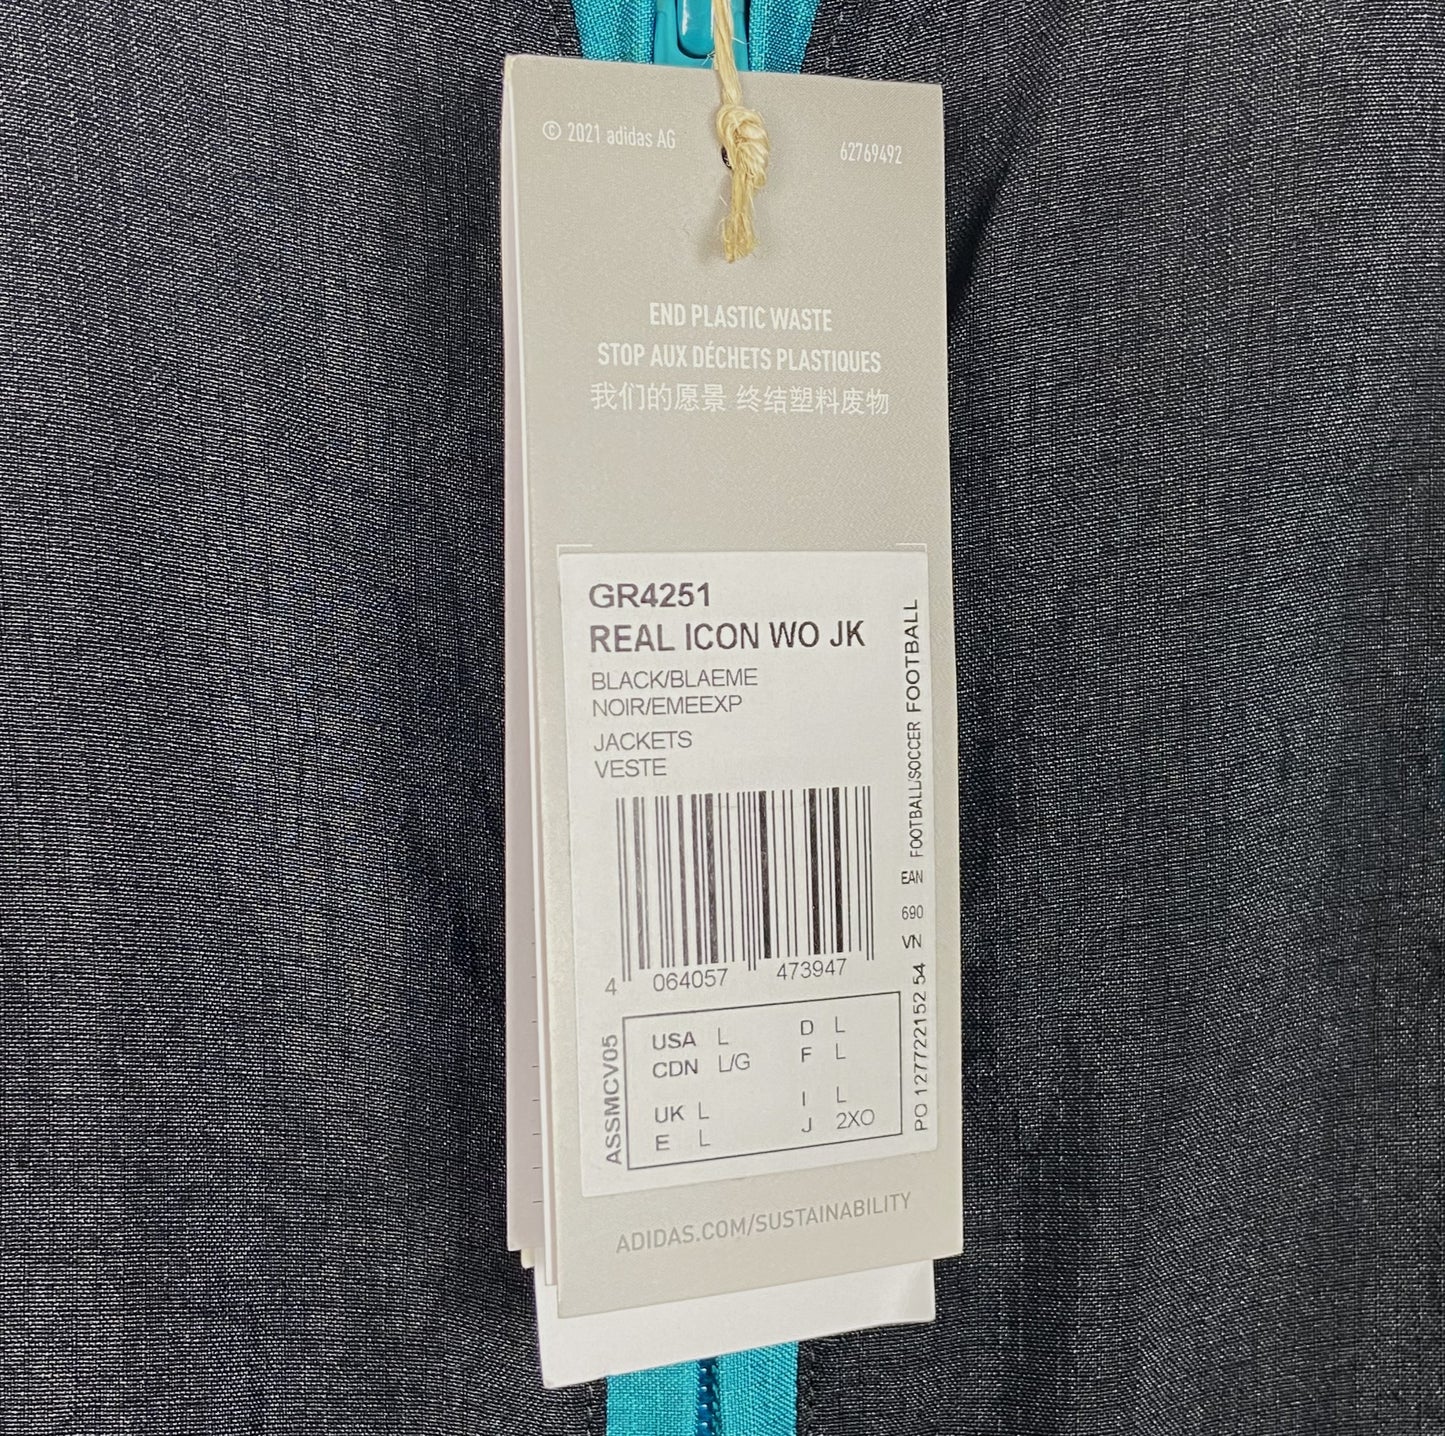 © 2021 adidas AG
62769492
END PLASTIC WASTE
STOP AUX DÉCHETS PLASTIQUES
我们的愿景 终结塑料废物
GR4251
REAL ICON WO JK
BLACK/BLAEME
NOIR/EMEEXP
JACKETS
VESTE
4 064057 473947
ASSMCV05
USA L D L
CDN L/G F L
UK L I L
E L J 2XO
PO 127722152 54 VN 690 EAN FOOTBALL/SOCCER FOOTBALL
ADIDAS.COM/SUSTAINABILITY